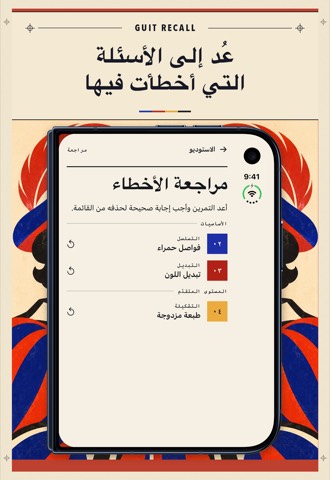 GUIT RECALL
عُد إلى الأسئلة
التي أخطأت فيها
9:41
→ الاستوديو
مراجعة
مراجعة الأخطاء
أعد التمرين وأجب إجابة صحيحة لحذفه من القائمة.
الأساسيات
٠٢
التسلسل
فواصل حمراء
٠٣
التبديل
تبديل اللون
المستوى المتقدم
٠٤
التشكيلة
طبعة مزدوجة